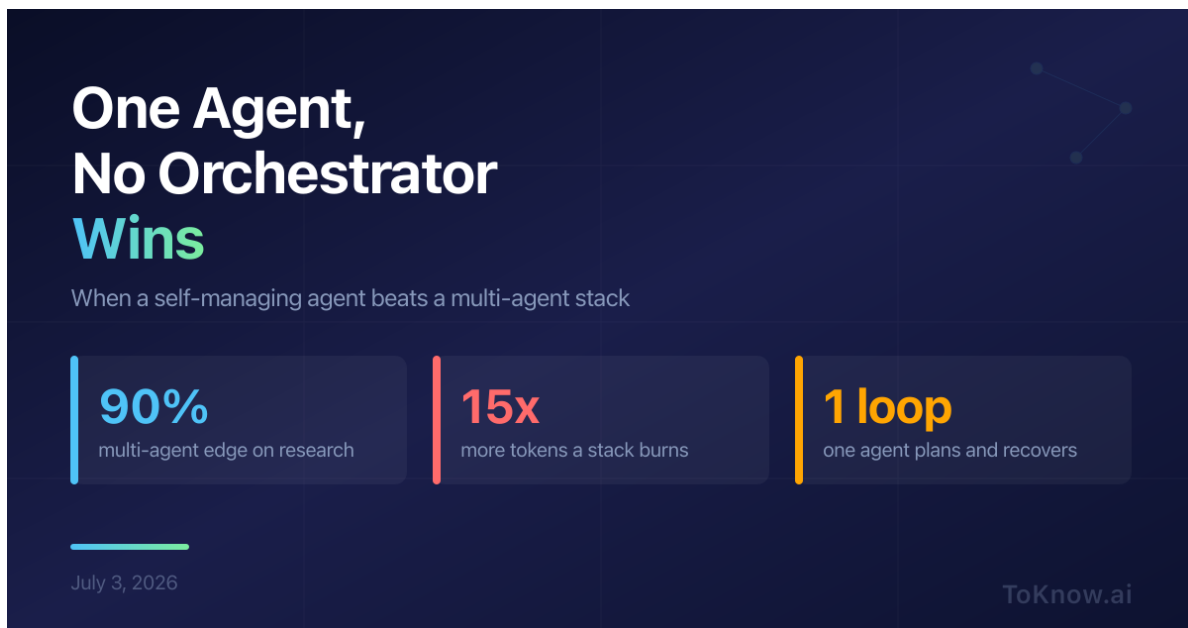 One Agent,
No Orchestrator
Wins
When a self-managing agent beats a multi-agent stack
90%
multi-agent edge on research
15x
more tokens a stack burns
1 loop
one agent plans and recovers
July 3, 2026
ToKnow.ai